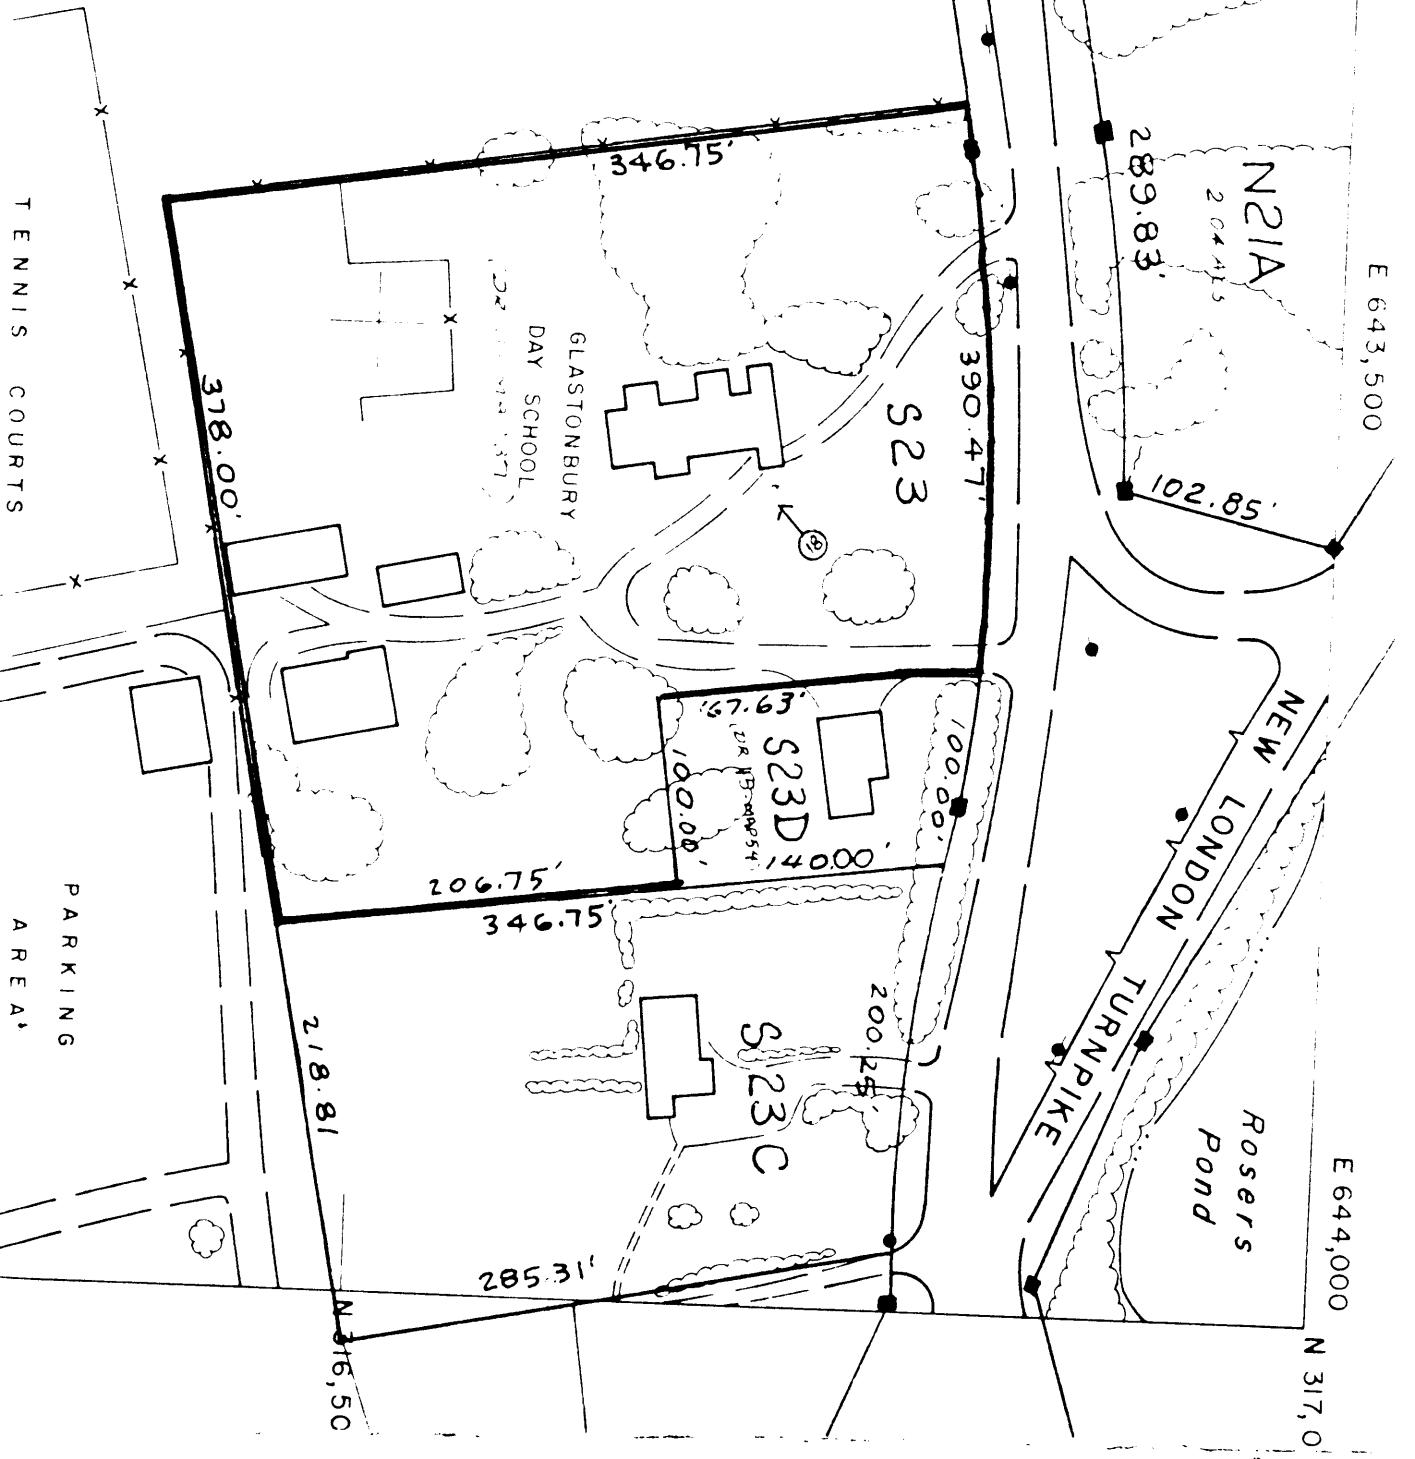 E 643,500
N21A
289.83'
102.85'
346.75'
TENNIS COURTS
378.00'
GLASTONBURY
DAY SCHOOL
S23
390.47'
18
NEW LONDON TURNPIKE
67.63'
S23D
MAP54
100.00'
100.00'
140.00'
206.75'
346.75'
PARKING
AREA
218.81
S23C
200.25'
285.31'
Rosers
Pond
E 644,000
N 316,50
N 317,0